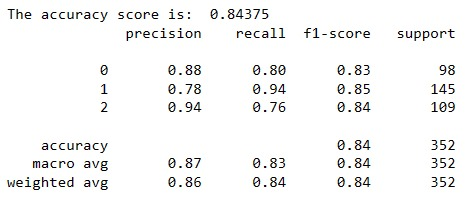 The accuracy score is:  0.84375
              precision    recall  f1-score   support

           0       0.88      0.80      0.83        98
           1       0.78      0.94      0.85       145
           2       0.94      0.76      0.84       109

    accuracy                           0.84       352
   macro avg       0.87      0.83      0.84       352
weighted avg       0.86      0.84      0.84       352